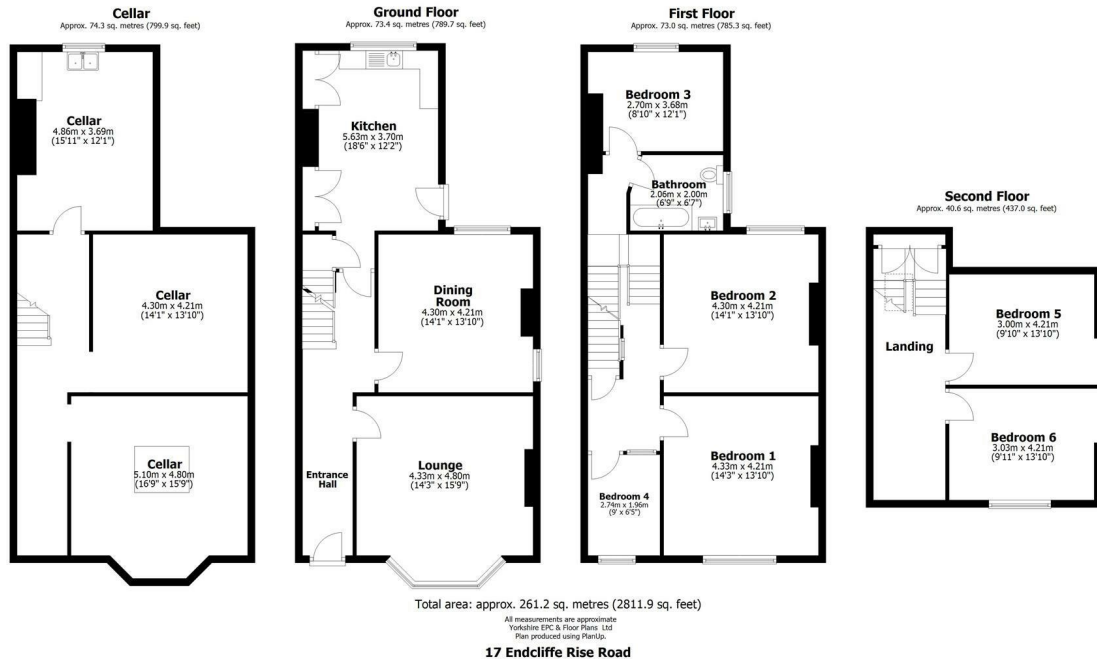 Cellar
Approx. 74.3 sq. metres (799.9 sq. feet)
Cellar
4.86m x 3.69m
(15'11" x 12'1")
Cellar
4.30m x 4.21m
(14'1" x 13'10")
Cellar
5.10m x 4.80m
(16'9" x 15'9")
Ground Floor
Approx. 73.4 sq. metres (789.7 sq. feet)
Kitchen
5.63m x 3.70m
(18'6" x 12'2")
Dining
Room
4.30m x 4.21m
(14'1" x 13'10")
Lounge
4.33m x 4.80m
(14'3" x 15'9")
Entrance
Hall
First Floor
Approx. 73.0 sq. metres (785.3 sq. feet)
Bedroom 3
2.70m x 3.68m
(8'10" x 12'1")
Bathroom
2.06m x 2.00m
(6'9" x 6'7")
Bedroom 2
4.30m x 4.21m
(14'1" x 13'10")
Bedroom 1
4.33m x 4.21m
(14'3" x 13'10")
Bedroom 4
2.74m x 1.96m
(9' x 6'5")
Second Floor
Approx. 40.6 sq. metres (437.0 sq. feet)
Bedroom 5
3.00m x 4.21m
(9'10" x 13'10")
Landing
Bedroom 6
3.03m x 4.21m
(9'11" x 13'10")
Total area: approx. 261.2 sq. metres (2811.9 sq. feet)
All measurements are approximate
Yorkshire EPC & Floor Plans Ltd
Plan produced using PlanUp.
17 Endcliffe Rise Road